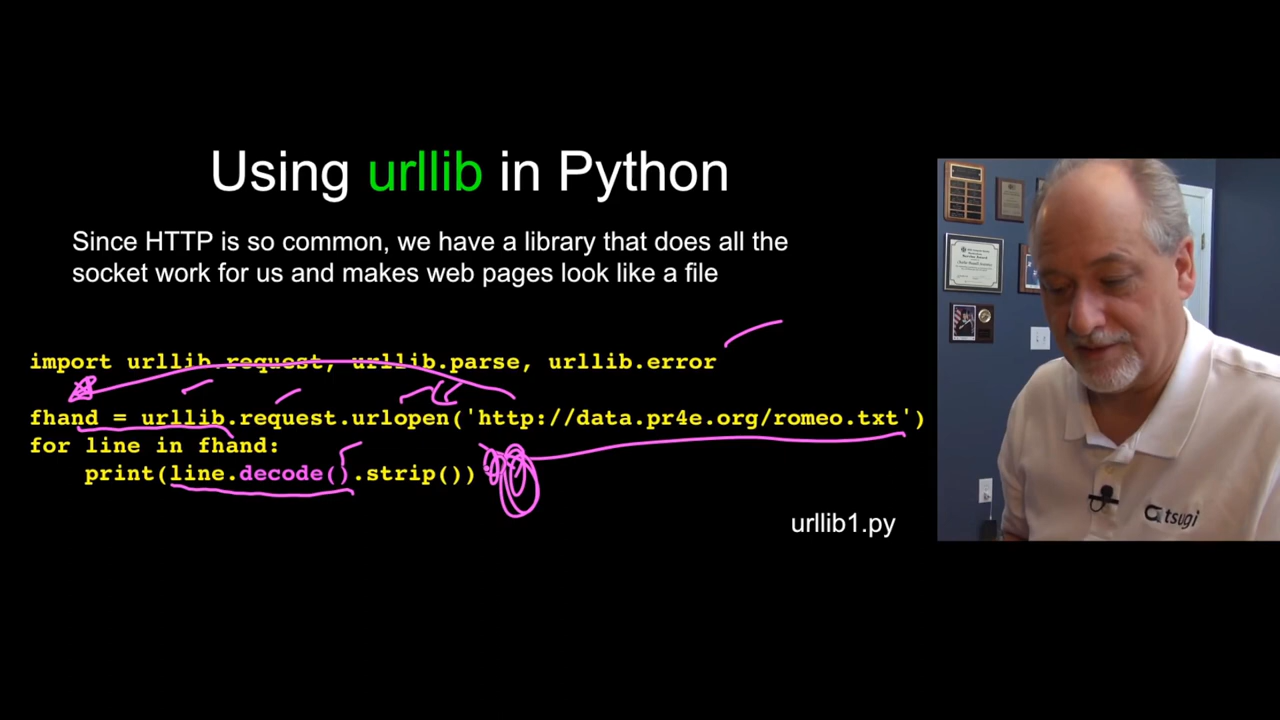 Using urllib in Python
Since HTTP is so common, we have a library that does all the
socket work for us and makes web pages look like a file
import urllib.request, urllib.parse, urllib.error
fhand = urllib.request.urlopen('http://data.pr4e.org/romeo.txt')
for line in fhand:
    print(line.decode().strip())
urllib1.py
tsugi